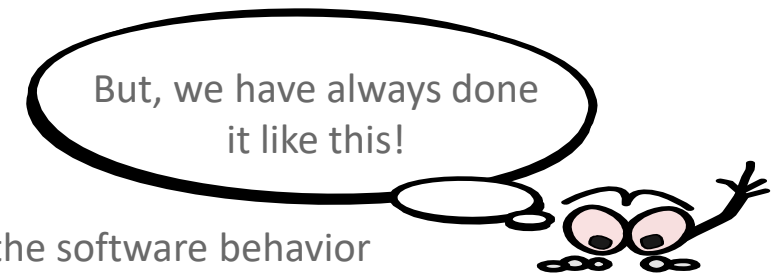 But, we have always done
it like this!
the software behavior